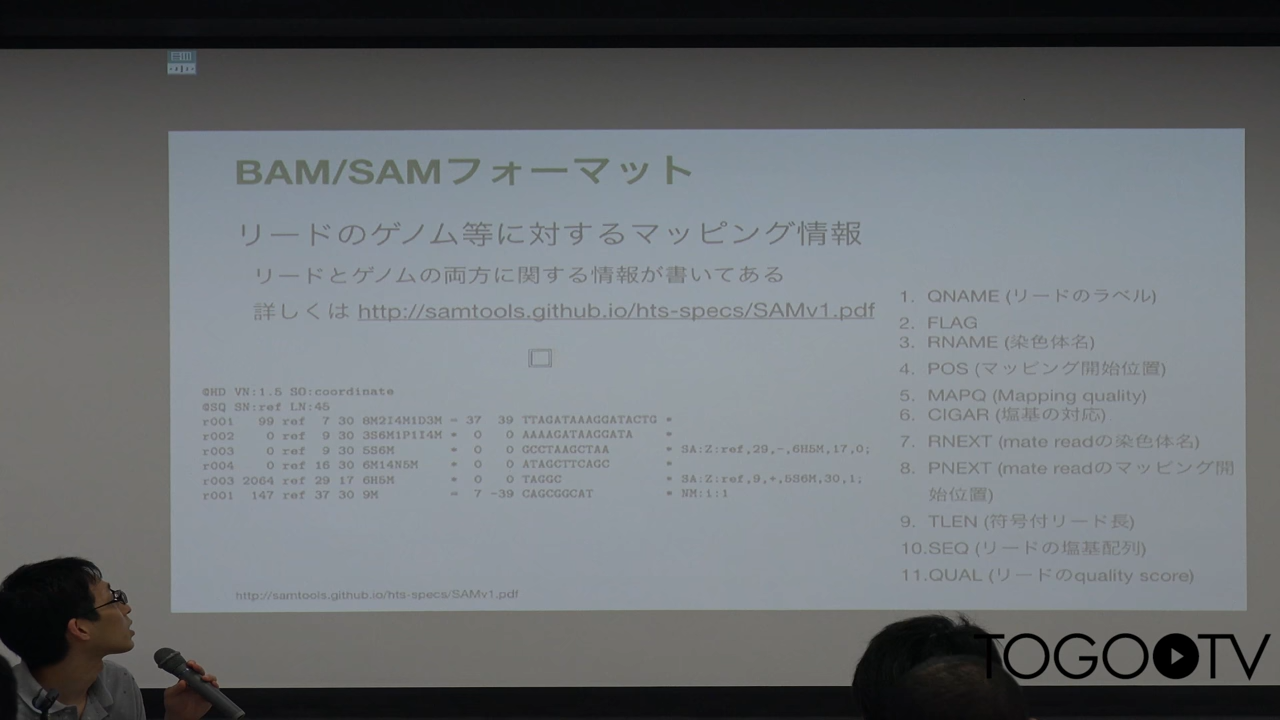 BAM/SAMフォーマット
リードのゲノム等に対するマッピング情報
リードとゲノムの両方に関する情報が書いてある
詳しくは http://samtools.github.io/hts-specs/SAMv1.pdf
@HD VN:1.5 SO:coordinate
@SQ SN:ref LN:45
r001 99 ref 7 30 8M2I4M1D3M = 37 39 TTAGATAAAGGATACTG *
r002 0 ref 9 30 3S6M1P1I4M * 0 0 AAAAGATAAGGATA *
r003 0 ref 9 30 5S6M * 0 0 GCCTAAGCTAA * SA:Z:ref,29,-,6H5M,17,0;
r004 0 ref 16 30 6M14N5M * 0 0 ATAGCTTCAGC *
r003 2064 ref 29 17 6H5M * 0 0 TAGGC * SA:Z:ref,9,+,5S6M,30,1;
r001 147 ref 37 30 9M = 7 -39 CAGCGGCAT * NM:i:1
1. QNAME (リードのラベル)
2. FLAG
3. RNAME (染色体名)
4. POS (マッピング開始位置)
5. MAPQ (Mapping quality)
6. CIGAR (塩基の対応)
7. RNEXT (mate readの染色体名)
8. PNEXT (mate readのマッピング開
始位置)
9. TLEN (符号付リード長)
10.SEQ (リードの塩基配列)
11.QUAL (リードのquality score)
http://samtools.github.io/hts-specs/SAMv1.pdf
TOGO TV